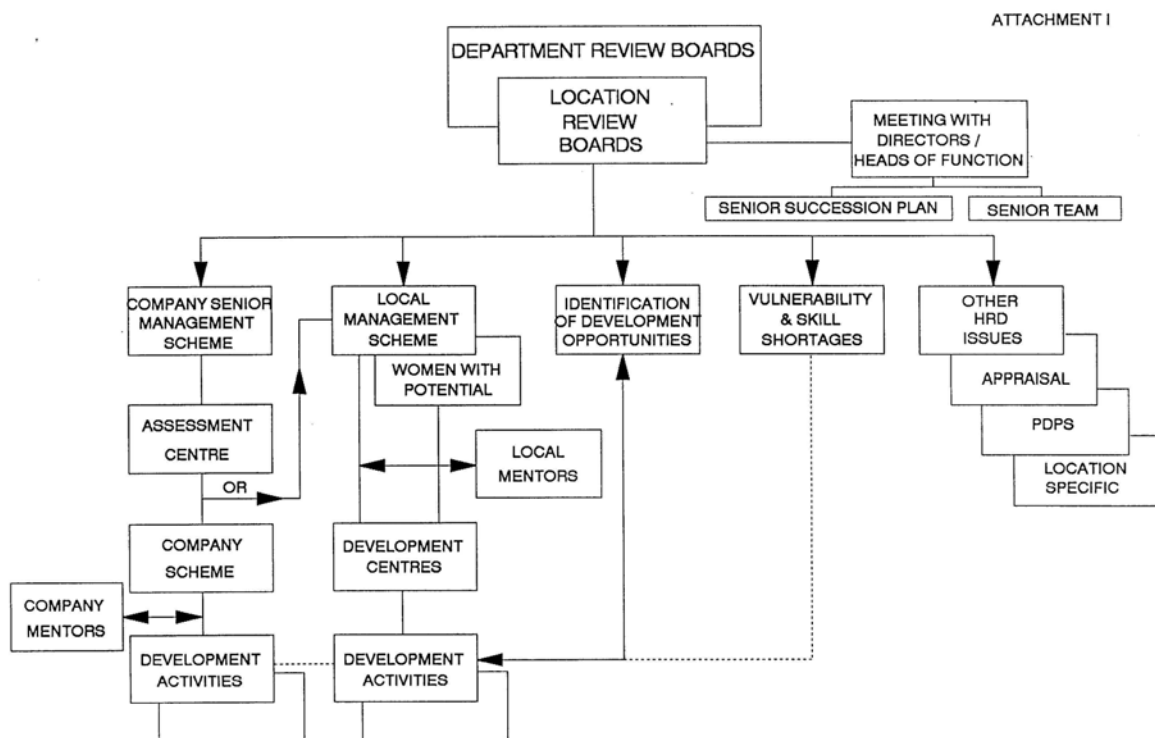 ATTACHMENT I
DEPARTMENT REVIEW BOARDS
LOCATION
REVIEW
BOARDS
MEETING WITH
DIRECTORS /
HEADS OF FUNCTION
SENIOR SUCCESSION PLAN
SENIOR TEAM
COMPANY SENIOR
MANAGEMENT
SCHEME
LOCAL
MANAGEMENT
SCHEME
IDENTIFICATION
OF DEVELOPMENT
OPPORTUNITIES
VULNERABILITY
& SKILL
SHORTAGES
OTHER
HRD
ISSUES
WOMEN WITH
POTENTIAL
APPRAISAL
PDPS
LOCATION
SPECIFIC
ASSESSMENT
CENTRE
LOCAL
MENTORS
OR
COMPANY
SCHEME
DEVELOPMENT
CENTRES
COMPANY
MENTORS
DEVELOPMENT
ACTIVITIES
DEVELOPMENT
ACTIVITIES